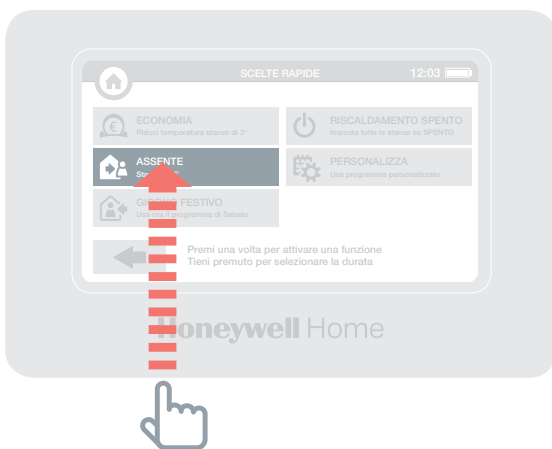 SCELTE RAPIDE 12:03
ECONOMIA
Riduci temperatura stanze di 3°
RISCALDAMENTO SPENTO
Imposta tutte le stanze su SPENTO
ASSENTE
PERSONALIZZA
Usa programma personalizzato
GIORNO FESTIVO
Usa ora il programma di Sabato
Premi una volta per attivare una funzione
Tieni premuto per selezionare la durata
Honeywell Home